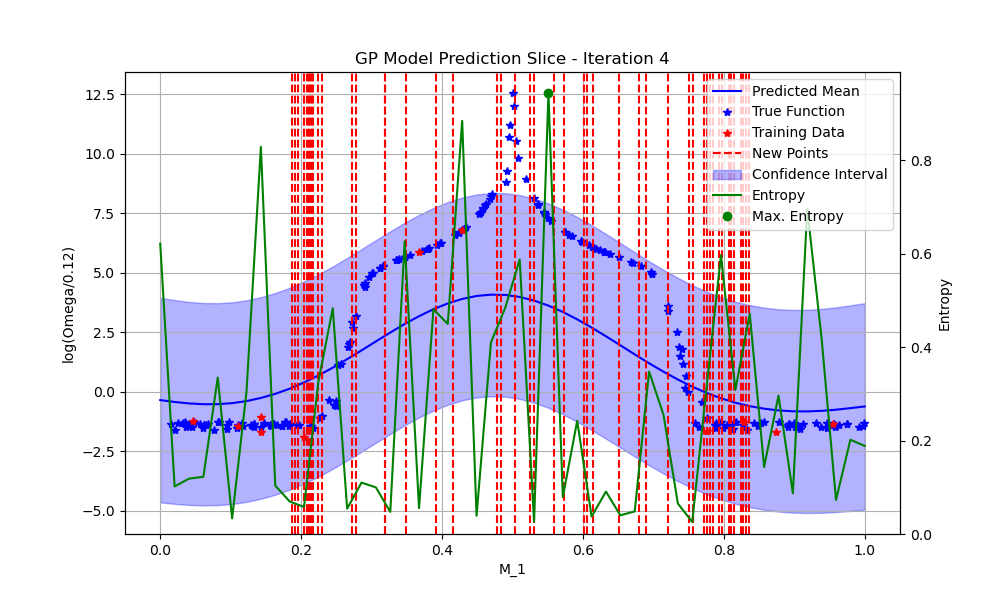 GP Model Prediction Slice - Iteration 4
12.5
10.0
7.5
5.0
2.5
0.0
−2.5
−5.0
log(Omega/0.12)
0.0
0.2
0.4
0.6
0.8
1.0
M_1
0.8
0.6
0.4
0.2
0.0
Entropy
Predicted Mean
True Function
Training Data
New Points
Confidence Interval
Entropy
Max. Entropy